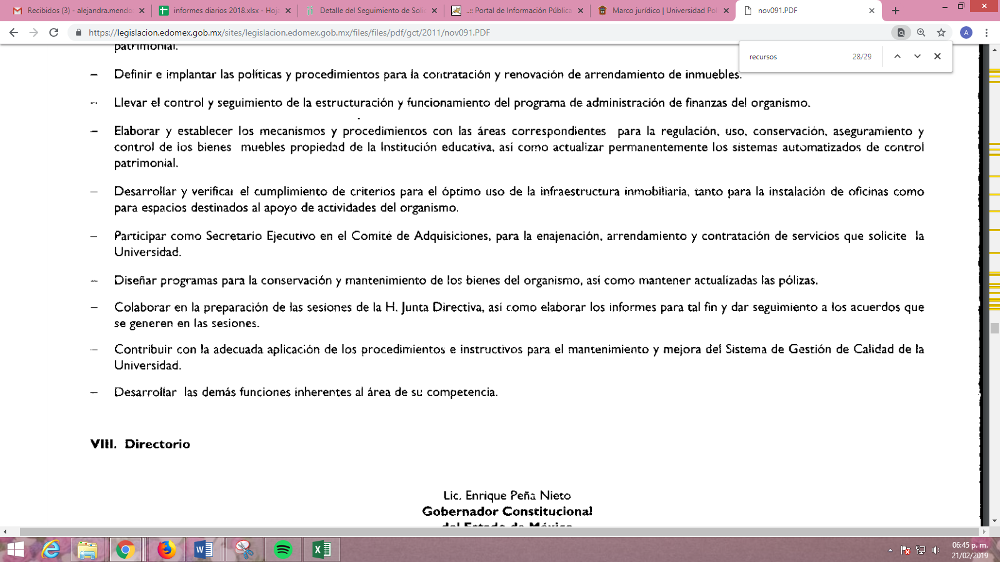 Recibidos (3) - alejandra.mendo
informes diarios 2018.xlsx - Hoj
Detalle del Seguimiento de Soli
..:: Portal de Información Pública
Marco jurídico | Universidad Pol
nov091.PDF
https://legislacion.edomex.gob.mx/sites/legislacion.edomex.gob.mx/files/files/pdf/gct/2011/nov091.PDF
A
recursos 28/29
patrimonial.
– Definir e implantar las políticas y procedimientos para la contratación y renovación de arrendamiento de inmuebles.
– Llevar el control y seguimiento de la estructuración y funcionamiento del programa de administración de finanzas del organismo.
– Elaborar y establecer los mecanismos y procedimientos con las áreas correspondientes para la regulación, uso, conservación, aseguramiento y
control de los bienes muebles propiedad de la Institución educativa, así como actualizar permanentemente los sistemas automatizados de control
patrimonial.
– Desarrollar y verificar el cumplimiento de criterios para el óptimo uso de la infraestructura inmobiliaria, tanto para la instalación de oficinas como
para espacios destinados al apoyo de actividades del organismo.
– Participar como Secretario Ejecutivo en el Comité de Adquisiciones, para la enajenación, arrendamiento y contratación de servicios que solicite la
Universidad.
– Diseñar programas para la conservación y mantenimiento de los bienes del organismo, así como mantener actualizadas las pólizas.
– Colaborar en la preparación de las sesiones de la H. Junta Directiva, así como elaborar los informes para tal fin y dar seguimiento a los acuerdos que
se generen en las sesiones.
– Contribuir con la adecuada aplicación de los procedimientos e instructivos para el mantenimiento y mejora del Sistema de Gestión de Calidad de la
Universidad.
– Desarrollar las demás funciones inherentes al área de su competencia.
VIII. Directorio
Lic. Enrique Peña Nieto
Gobernador Constitucional
del Estado de México
06:45 p. m.
21/02/2019